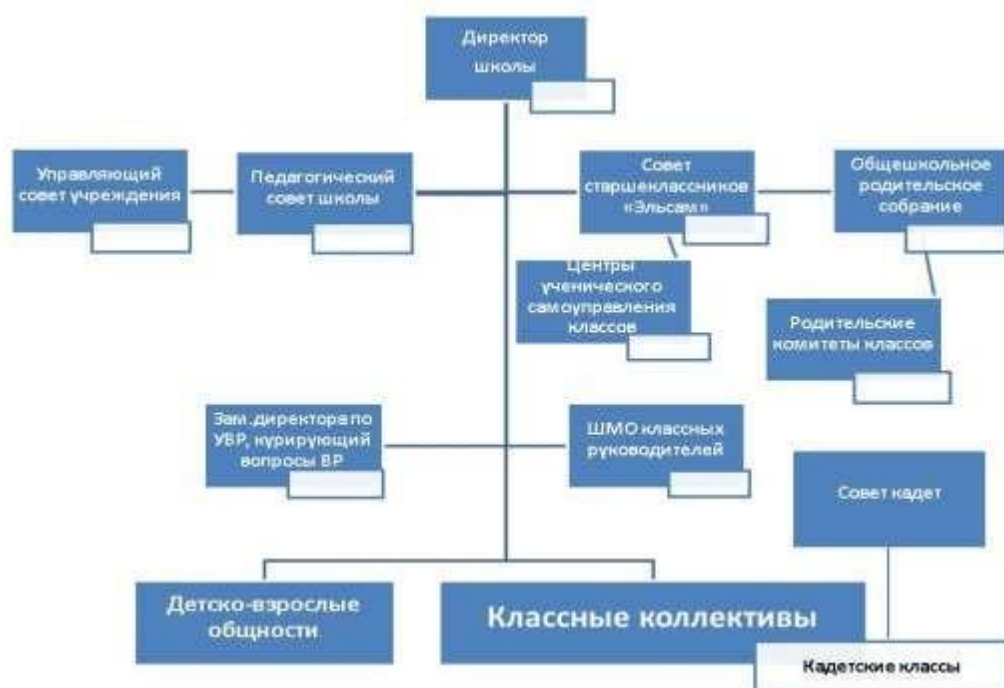 Директор
школы
Управляющий
совет учреждения
Педагогический
совет школы
Совет
старшеклассников
«Эльсам»
Общешкольное
родительское
собрание
Центры
ученического
самоуправления
классов
Родительские
комитеты классов
Зам.директора по
УВР, курирующий
вопросы ВР
ШМО классных
руководителей
Совет кадет
Детско-взрослые
общности
Классные коллективы
Кадетские классы